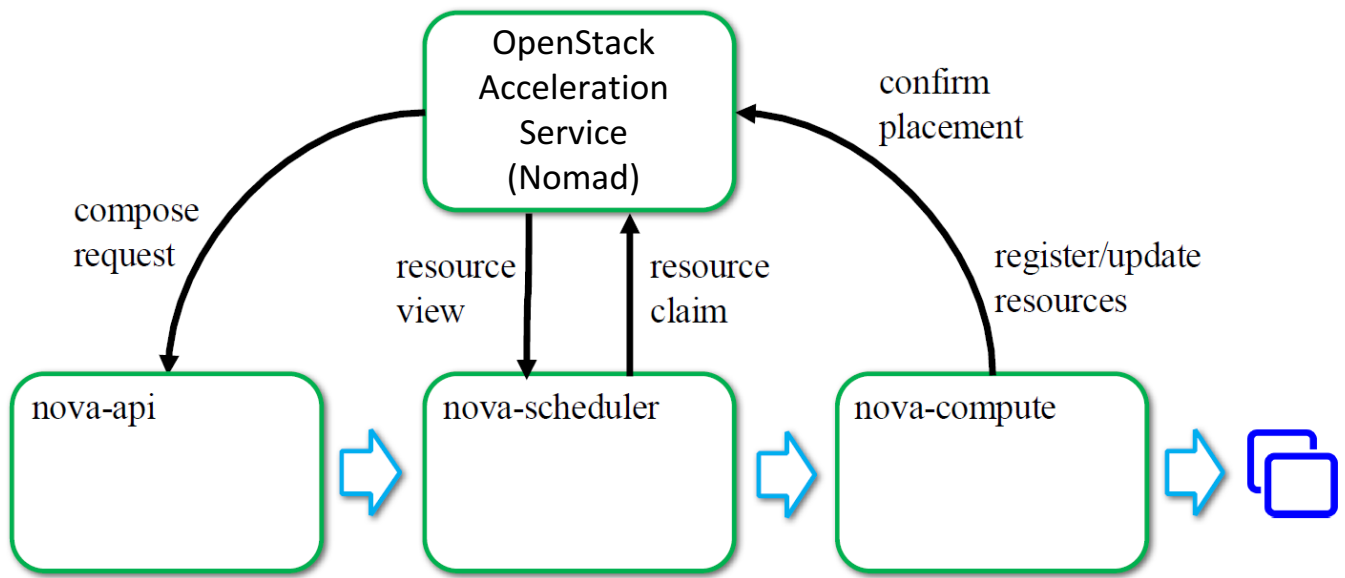 OpenStack
Acceleration
Service
(Nomad)
confirm
placement
compose
request
resource
view
resource
claim
register/update
resources
nova-api
nova-scheduler
nova-compute